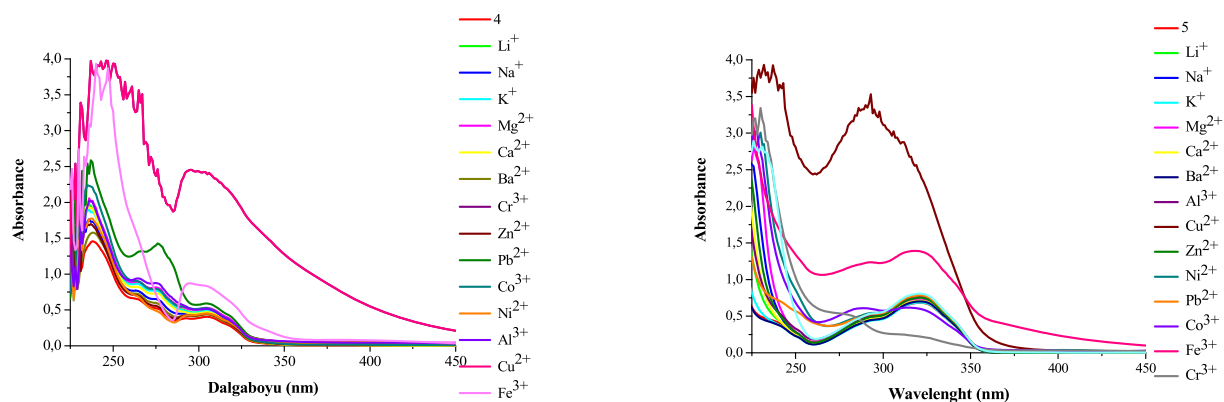 4
Li⁺
Na⁺
K⁺
Mg²⁺
Ca²⁺
Ba²⁺
Cr³⁺
Zn²⁺
Pb²⁺
Co³⁺
Ni²⁺
Al³⁺
Cu²⁺
Fe³⁺
4,0
3,5
3,0
2,5
2,0
1,5
1,0
0,5
0,0
Absorbance
250 300 350 400 450
Dalgaboyu (nm)
5
Li⁺
Na⁺
K⁺
Mg²⁺
Ca²⁺
Ba²⁺
Al³⁺
Cu²⁺
Zn²⁺
Ni²⁺
Pb²⁺
Co³⁺
Fe³⁺
Cr³⁺
4,0
3,5
3,0
2,5
2,0
1,5
1,0
0,5
0,0
Absorbance
250 300 350 400 450
Wavelenght (nm)